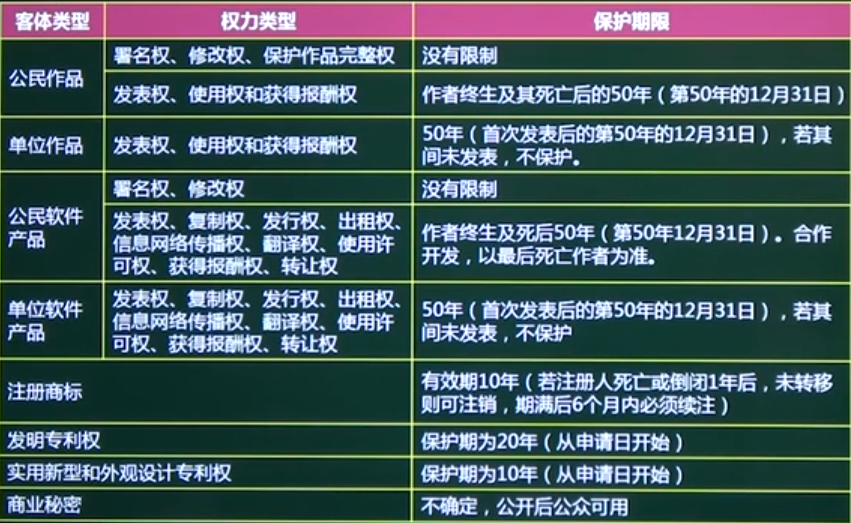 客体类型 权力类型 保护期限
公民作品
署名权、修改权、保护作品完整权 没有限制
发表权、使用权和获得报酬权 作者终生及其死亡后的50年（第50年的12月31日）
单位作品 发表权、使用权和获得报酬权
50年（首次发表后的第50年的12月31日），若其
间未发表，不保护。
公民软件
产品
署名权、修改权 没有限制
发表权、复制权、发行权、出租权、
信息网络传播权、翻译权、使用许
可权、获得报酬权、转让权
作者终生及死后50年（第50年12月31日）。合作
开发，以最后死亡作者为准。
单位软件
产品
发表权、复制权、发行权、出租权、
信息网络传播权、翻译权、使用许
可权、获得报酬权、转让权
50年（首次发表后的第50年的12月31日），若其
间未发表，不保护
注册商标
有效期10年（若注册人死亡或倒闭1年后，未转移
则可注销，期满后6个月内必须续注）
发明专利权 保护期为20年（从申请日开始）
实用新型和外观设计专利权 保护期为10年（从申请日开始）
商业秘密 不确定，公开后公众可用